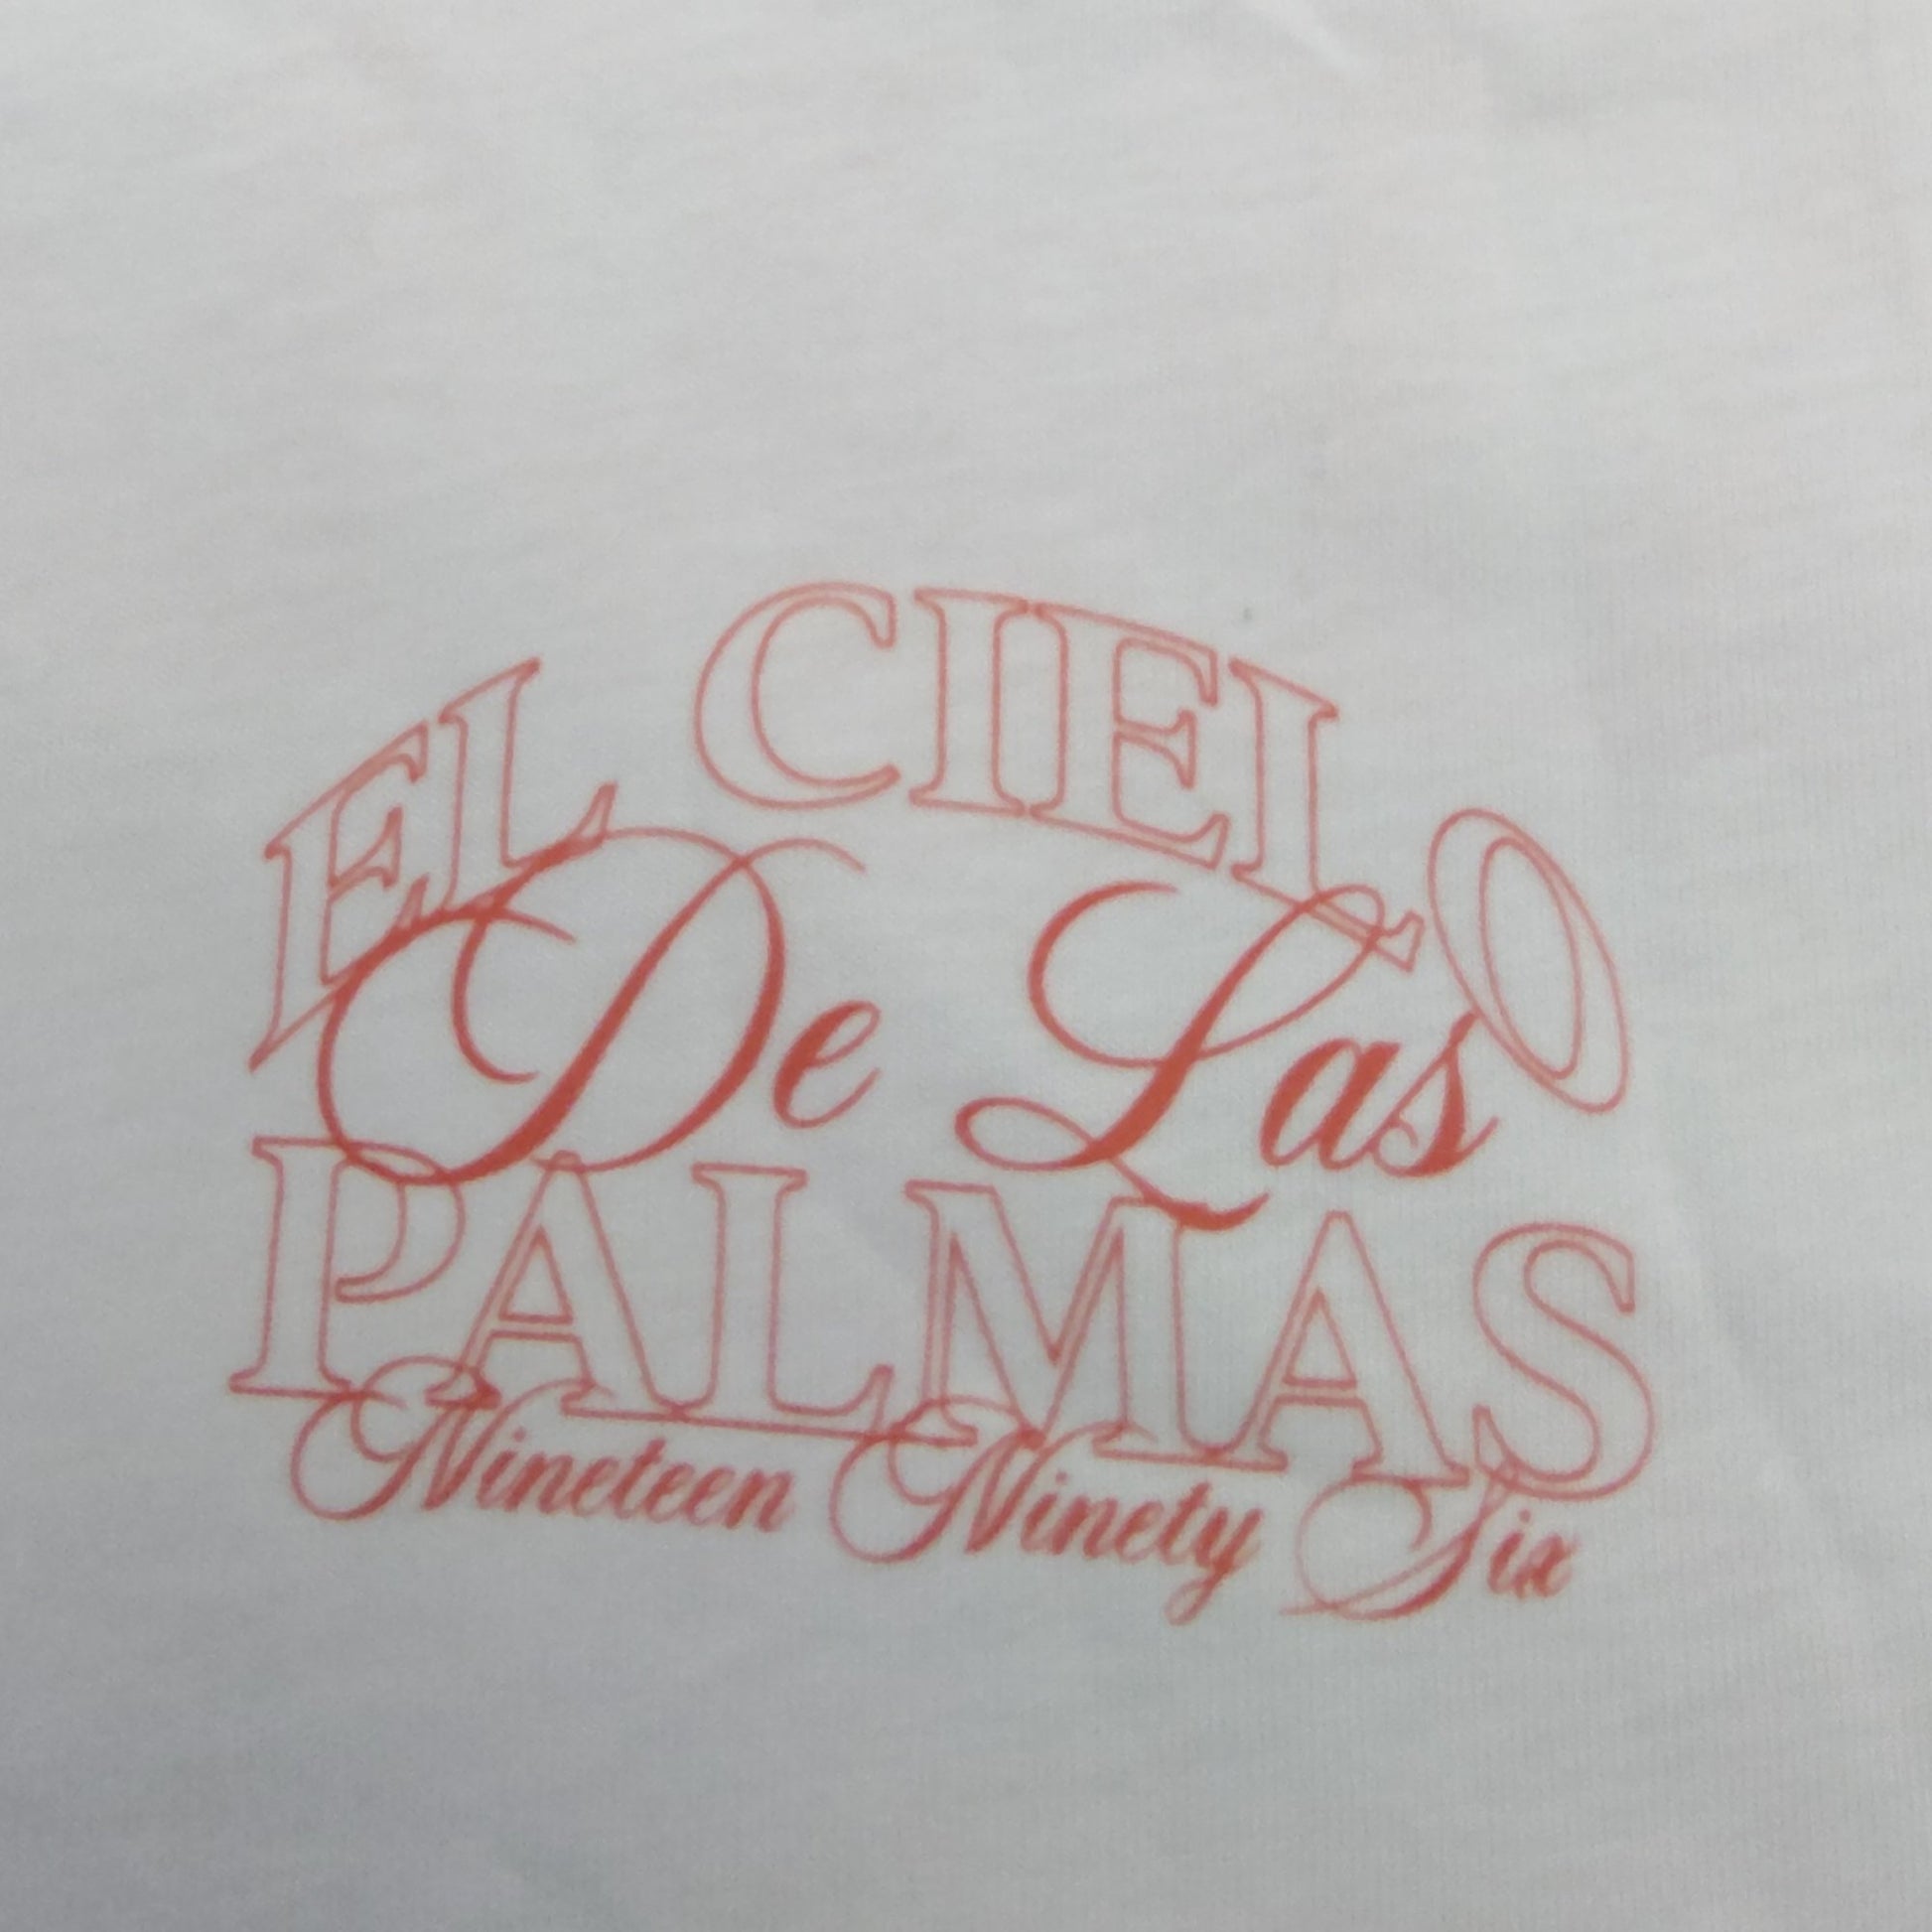 EL CIELO
De Las
PALMAS
Nineteen Ninety Six